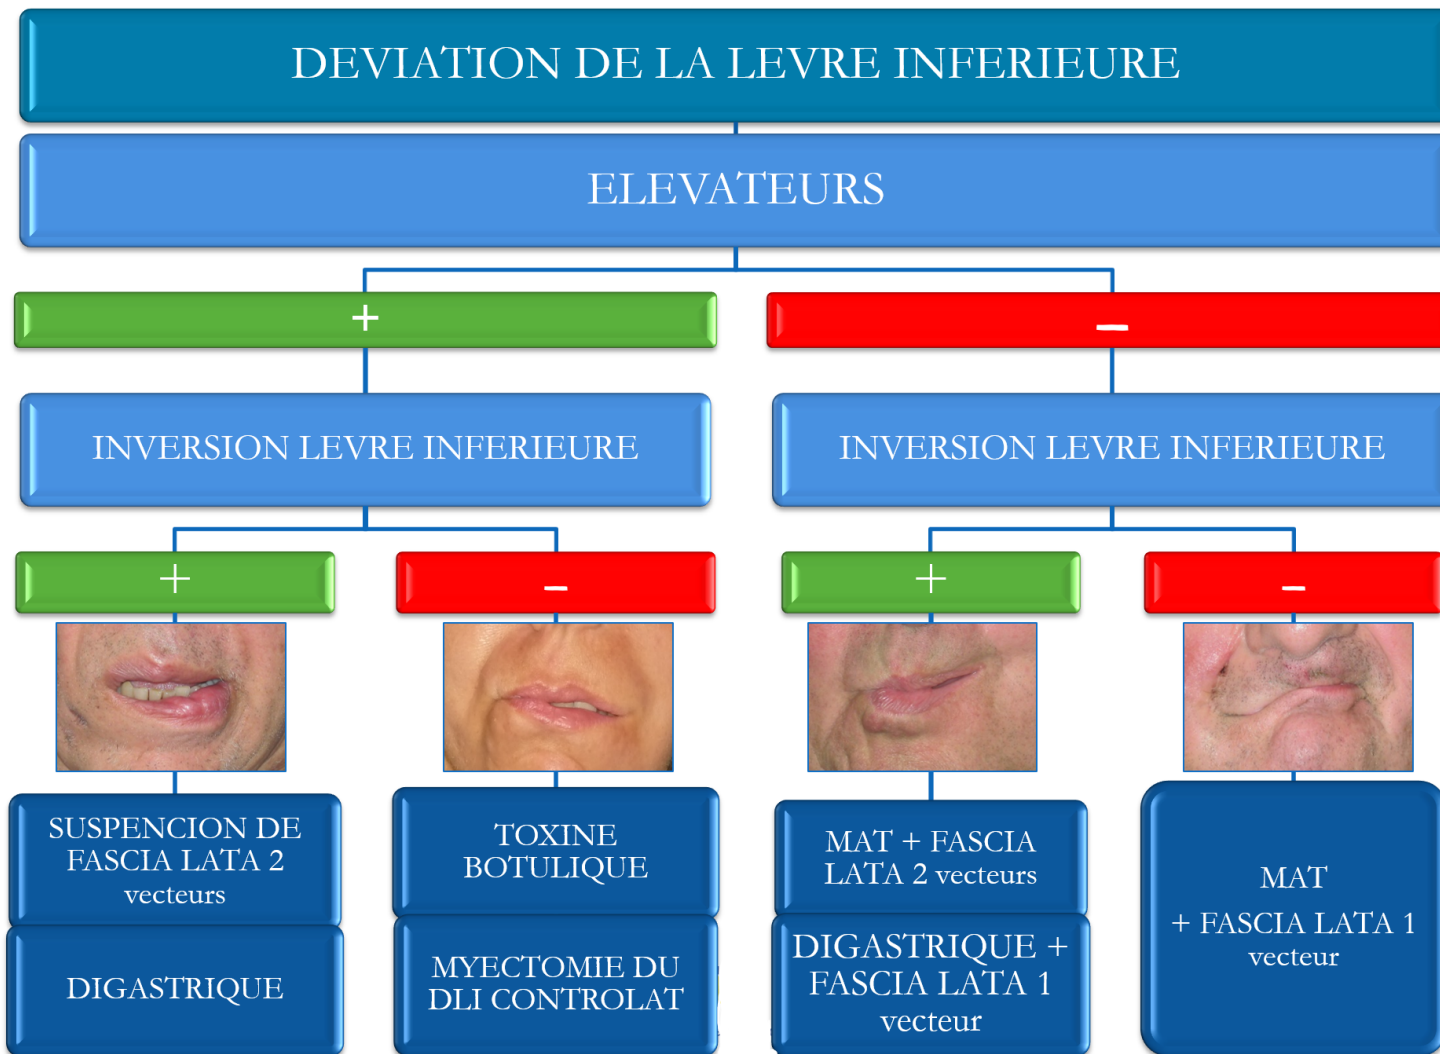 DEVIATION DE LA LEVRE INFERIEURE
ELEVATEURS
+
–
INVERSION LEVRE INFERIEURE
INVERSION LEVRE INFERIEURE
+
–
+
–
SUSPENCION DE
FASCIA LATA 2
vecteurs
DIGASTRIQUE
TOXINE
BOTULIQUE
MYECTOMIE DU
DLI CONTROLAT
MAT + FASCIA
LATA 2 vecteurs
DIGASTRIQUE +
FASCIA LATA 1
vecteur
MAT
+ FASCIA LATA 1
vecteur